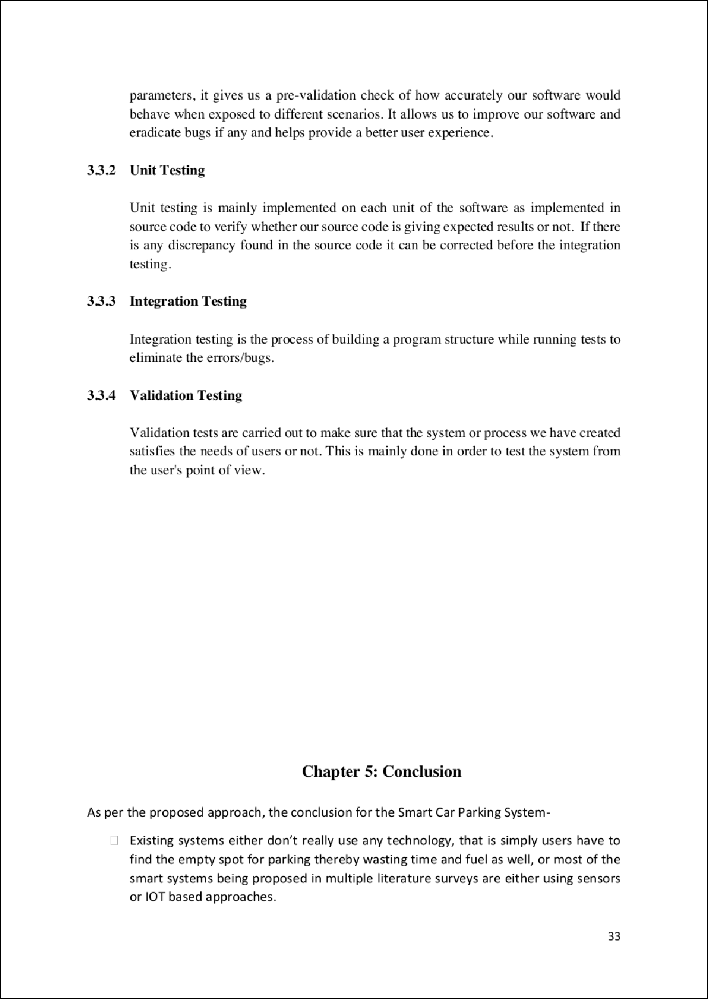 parameters, it gives us a pre-validation check of how accurately our software would
behave when exposed to different scenarios. It allows us to improve our software and
eradicate bugs if any and helps provide a better user experience.
3.3.2 Unit Testing
Unit testing is mainly implemented on each unit of the software as implemented in
source code to verify whether our source code is giving expected results or not. If there
is any discrepancy found in the source code it can be corrected before the integration
testing.
3.3.3 Integration Testing
Integration testing is the process of building a program structure while running tests to
eliminate the errors/bugs.
3.3.4 Validation Testing
Validation tests are carried out to make sure that the system or process we have created
satisfies the needs of users or not. This is mainly done in order to test the system from
the user's point of view.
Chapter 5: Conclusion
As per the proposed approach, the conclusion for the Smart Car Parking System-
Existing systems either don’t really use any technology, that is simply users have to
find the empty spot for parking thereby wasting time and fuel as well, or most of the
smart systems being proposed in multiple literature surveys are either using sensors
or IOT based approaches.
33